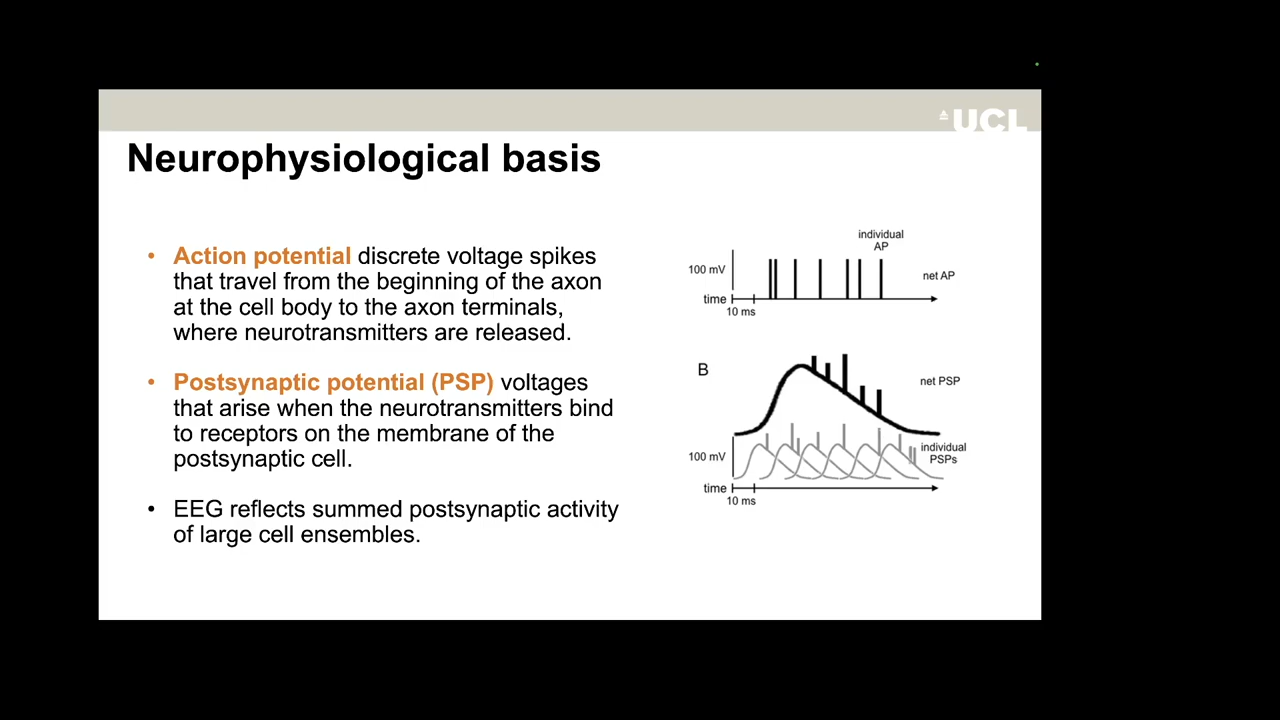 UCL
Neurophysiological basis
• Action potential discrete voltage spikes
that travel from the beginning of the axon
at the cell body to the axon terminals,
where neurotransmitters are released.
• Postsynaptic potential (PSP) voltages
that arise when the neurotransmitters bind
to receptors on the membrane of the
postsynaptic cell.
• EEG reflects summed postsynaptic activity
of large cell ensembles.
individual
AP
100 mV
net AP
time
10 ms
B
net PSP
individual
PSPs
100 mV
time
10 ms